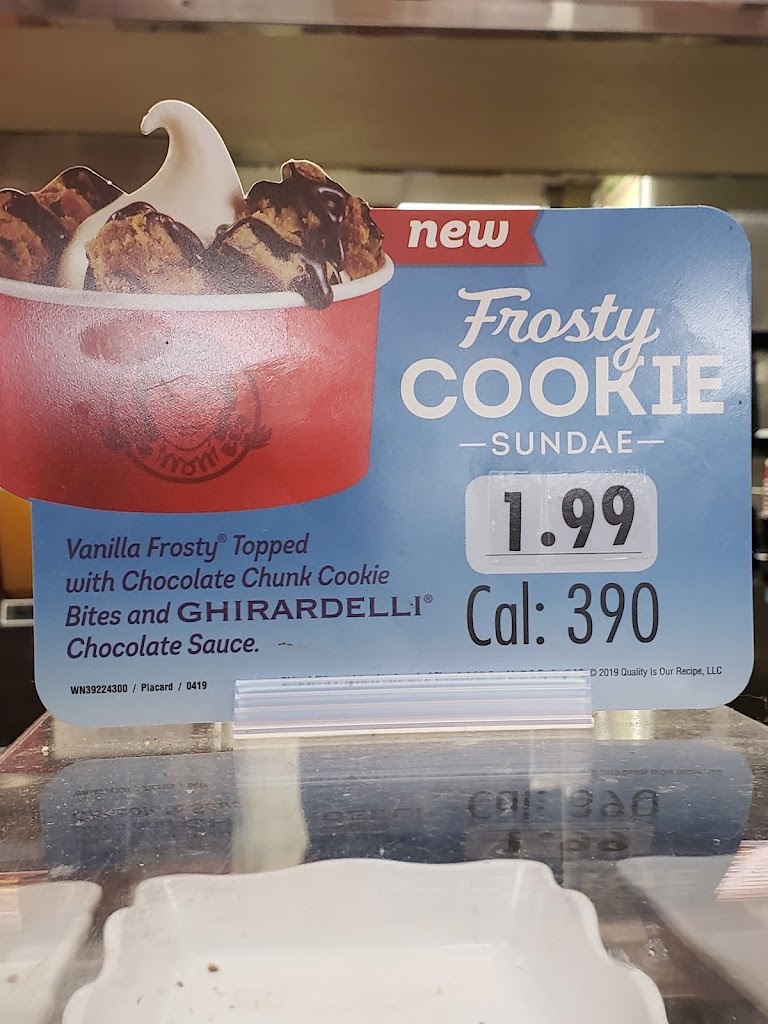 new
Frosty
COOKIE
—SUNDAE—
1.99
Cal: 390
Vanilla Frosty® Topped
with Chocolate Chunk Cookie
Bites and GHIRARDELLI®
Chocolate Sauce.
WN39224300 / Placard / 0419
© 2019 Quality Is Our Recipe, LLC